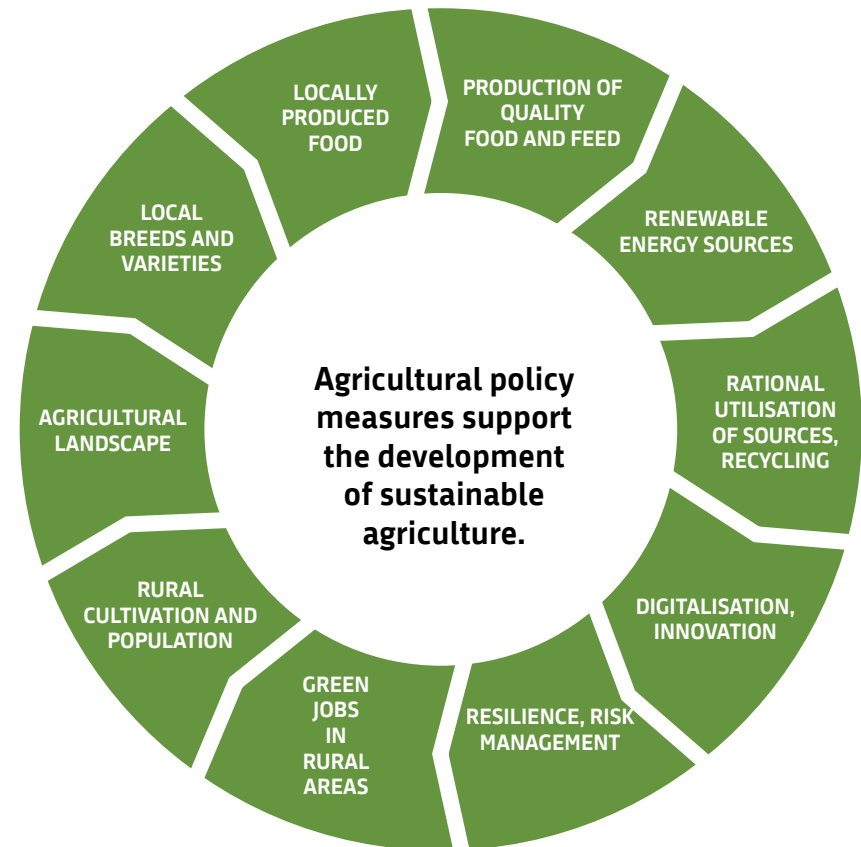 LOCALLY
PRODUCED
FOOD
PRODUCTION OF
QUALITY
FOOD AND FEED
RENEWABLE
ENERGY SOURCES
RATIONAL
UTILISATION
OF SOURCES,
RECYCLING
DIGITALISATION,
INNOVATION
RESILIENCE, RISK
MANAGEMENT
GREEN
JOBS
IN
RURAL
AREAS
RURAL
CULTIVATION AND
POPULATION
AGRICULTURAL
LANDSCAPE
LOCAL
BREEDS AND
VARIETIES
Agricultural policy
measures support
the development
of sustainable
agriculture.